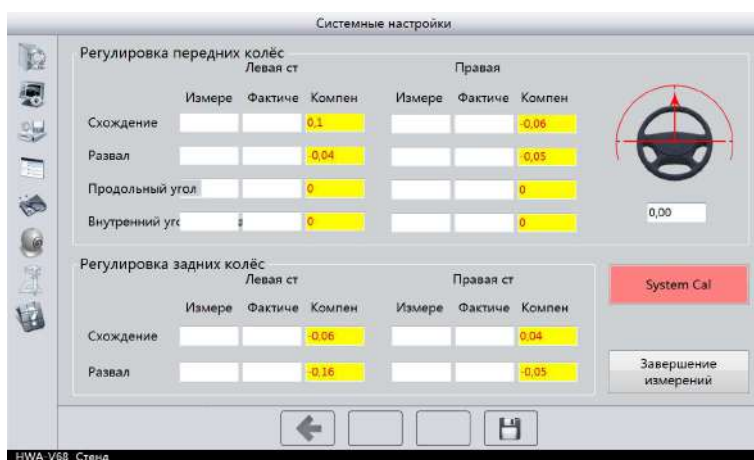 Системные настройки
Регулировка передних колёс
Левая ст Правая
Измере Фактиче Компен Измере Фактиче Компен
Схождение 0,1 -0,06
Развал -0,04 -0,05
Продольный угол 0 0
Внутренний 0 0
0,00
Регулировка задних колёс
Левая ст Правая ст
System Cal
Измере Фактиче Компен Измере Фактиче Компен
Схождение -0,06 0,04
Развал -0,16 -0,05
Завершение
измерений
HWA-V68 Стенд